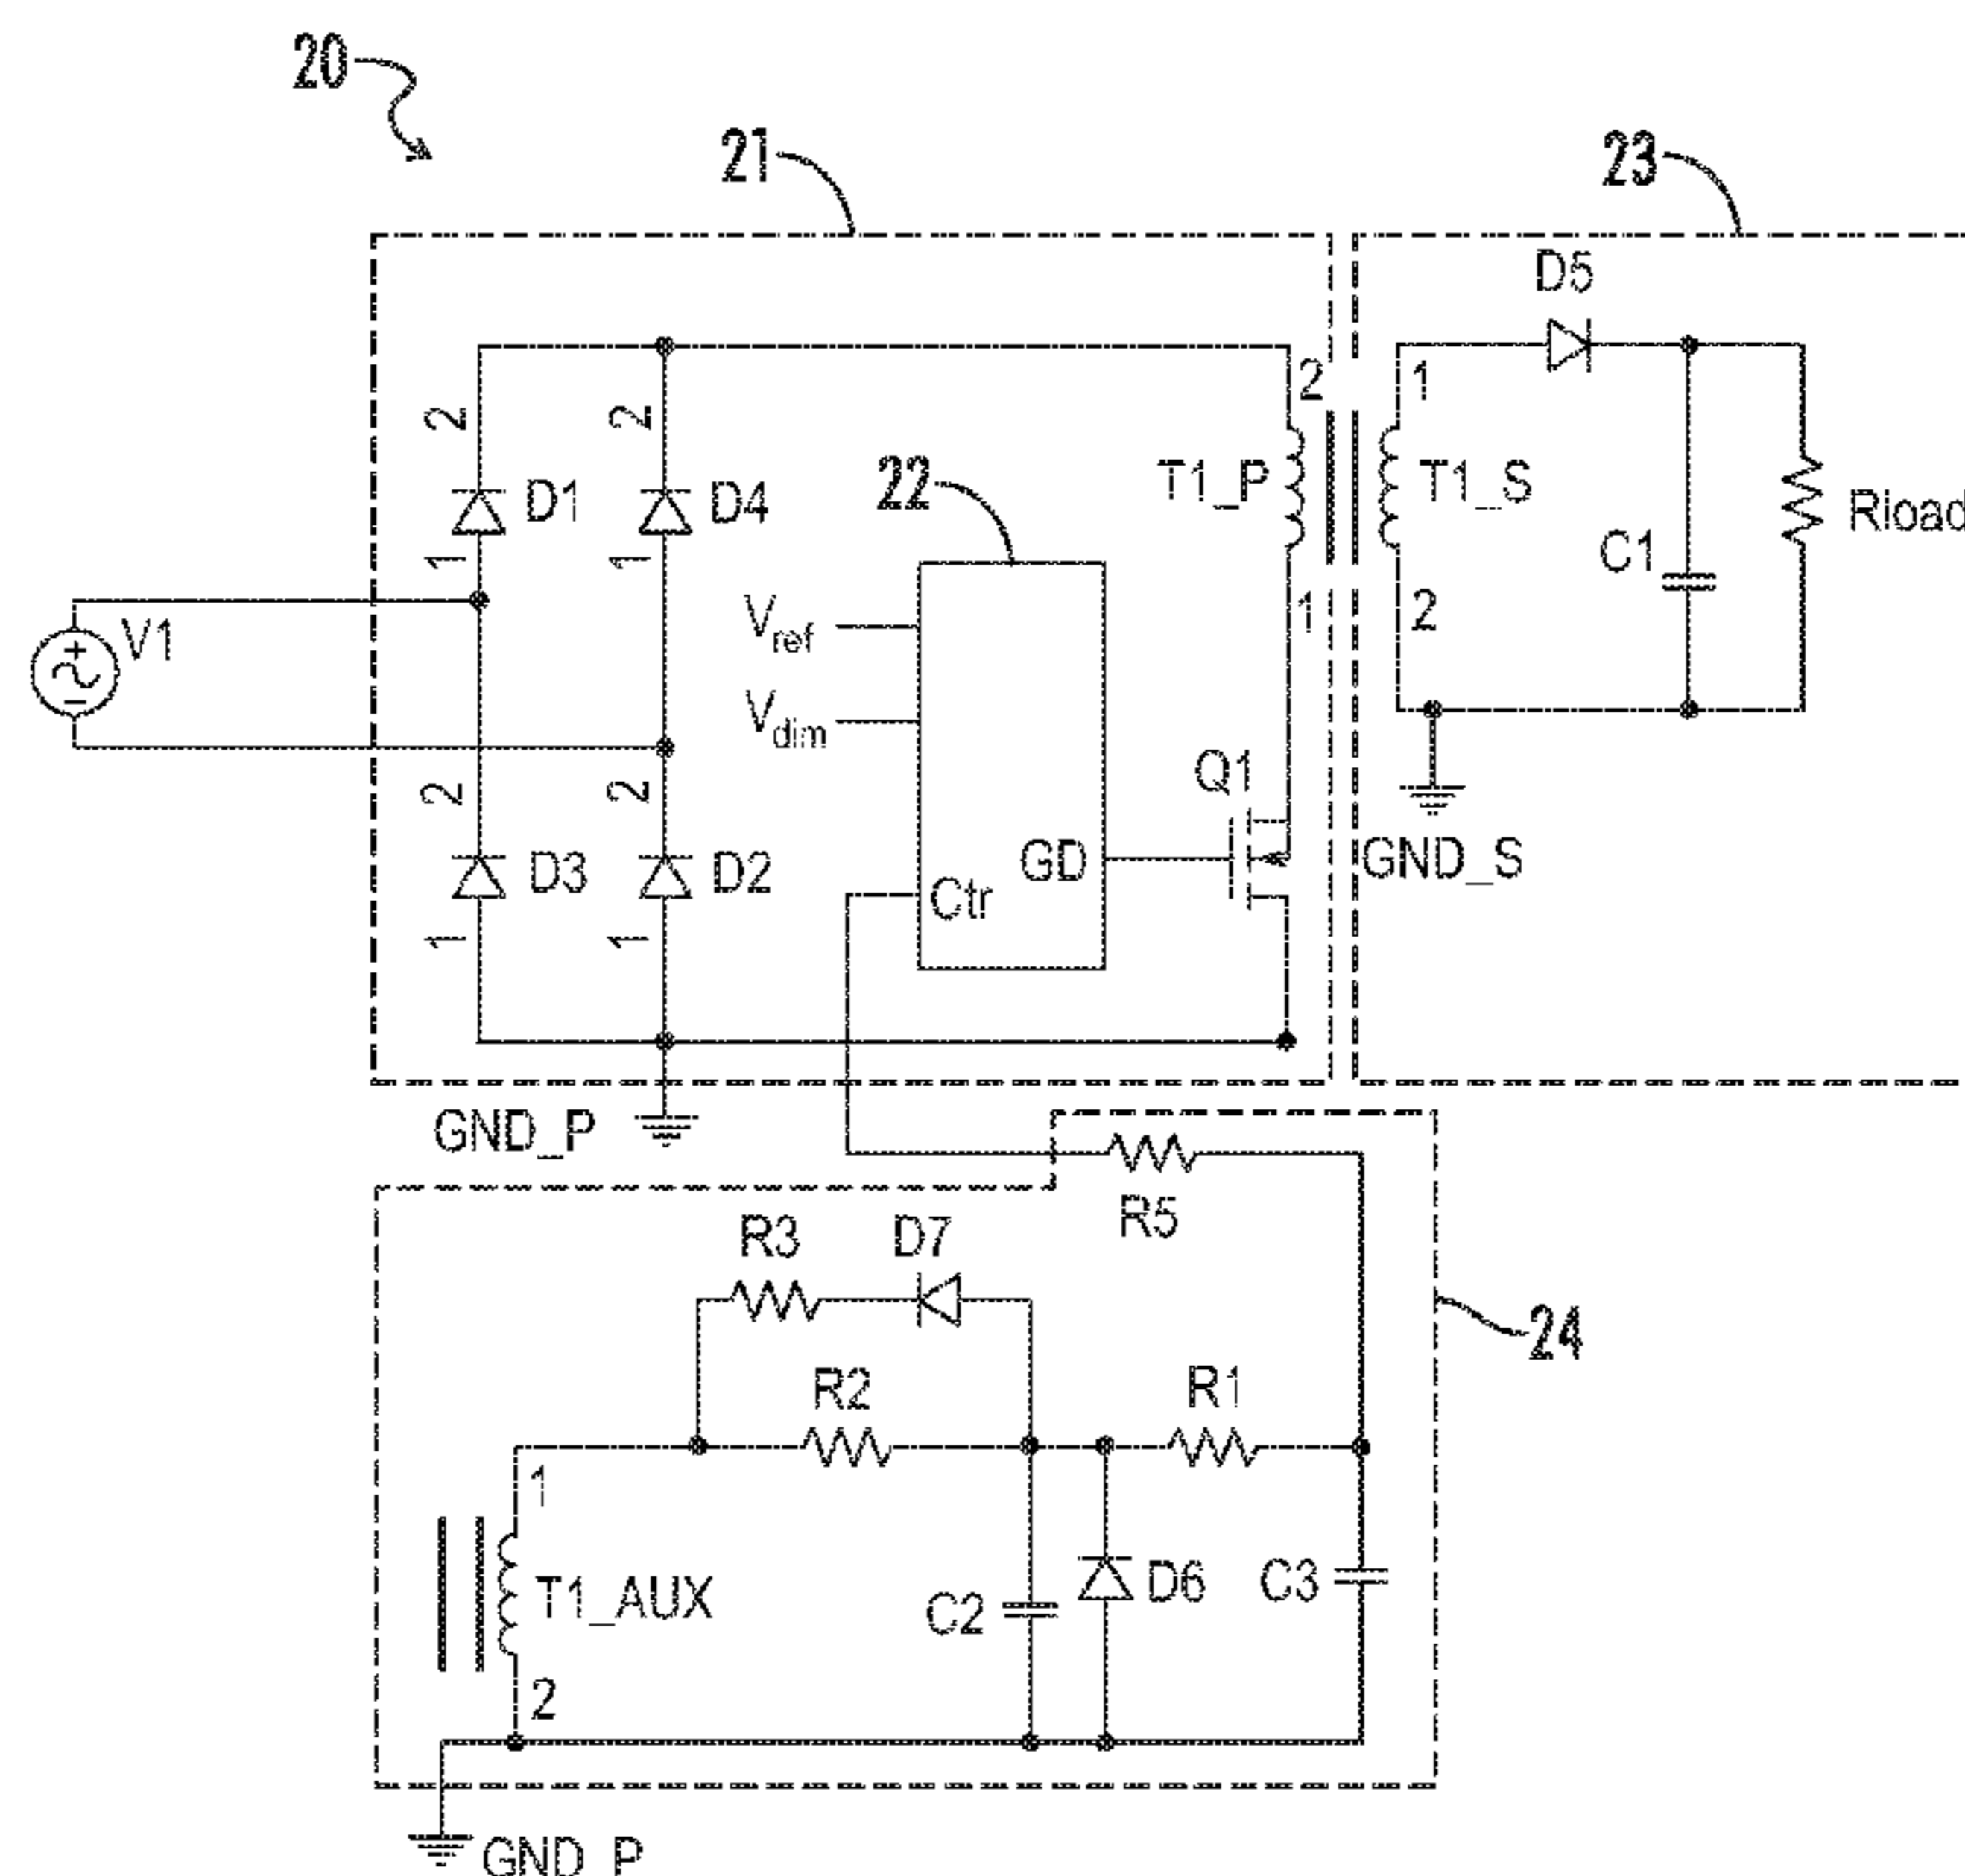 20
21
23
D5
2
2
2
1
D1
D4
22
T1_P
T1_S
Rload
1
1
C1
V1
+
-
Vref
1
2
Vdim
Q1
2
2
GND_S
D3
D2
GD
Ctr
1
1
GND_P
R5
R3
D7
24
R2
R1
1
T1_AUX
C2
D6
C3
2
GND_P